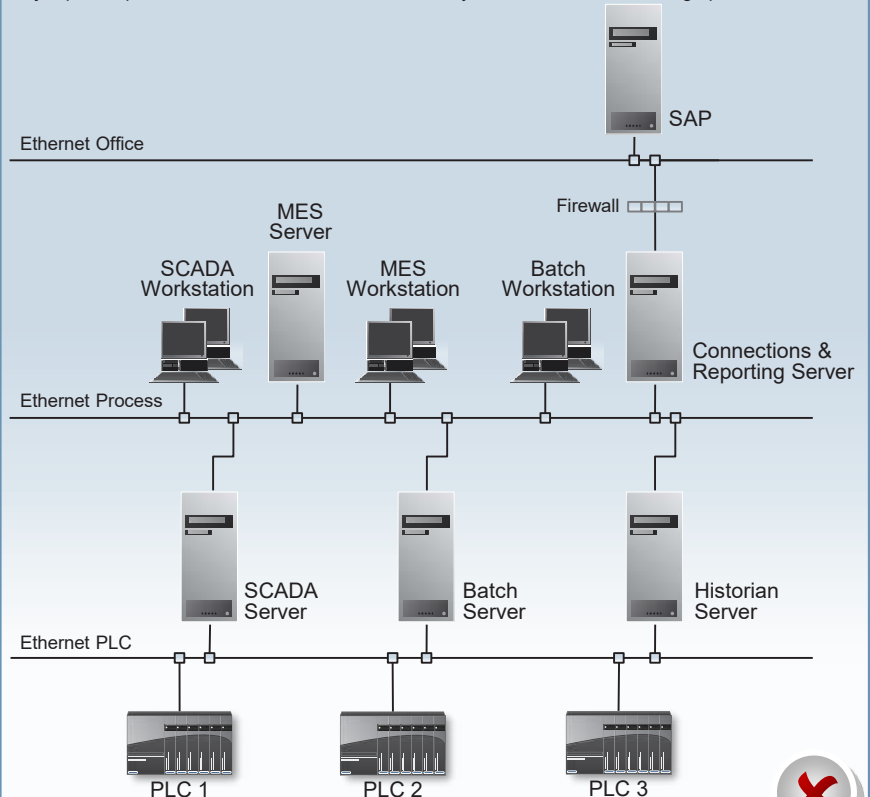 SAP
Ethernet Office
Firewall
MES
Server
SCADA
Workstation
MES
Workstation
Batch
Workstation
Connections &
Reporting Server
Ethernet Process
SCADA
Server
Batch
Server
Historian
Server
Ethernet PLC
PLC 1
PLC 2
PLC 3